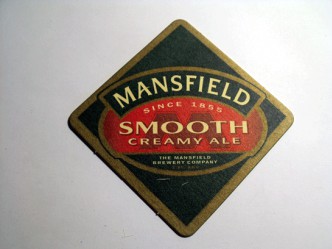 MANSFIELD
SINCE 1855
SMOOTH
CREAMY ALE
THE MANSFIELD
BREWERY COMPANY